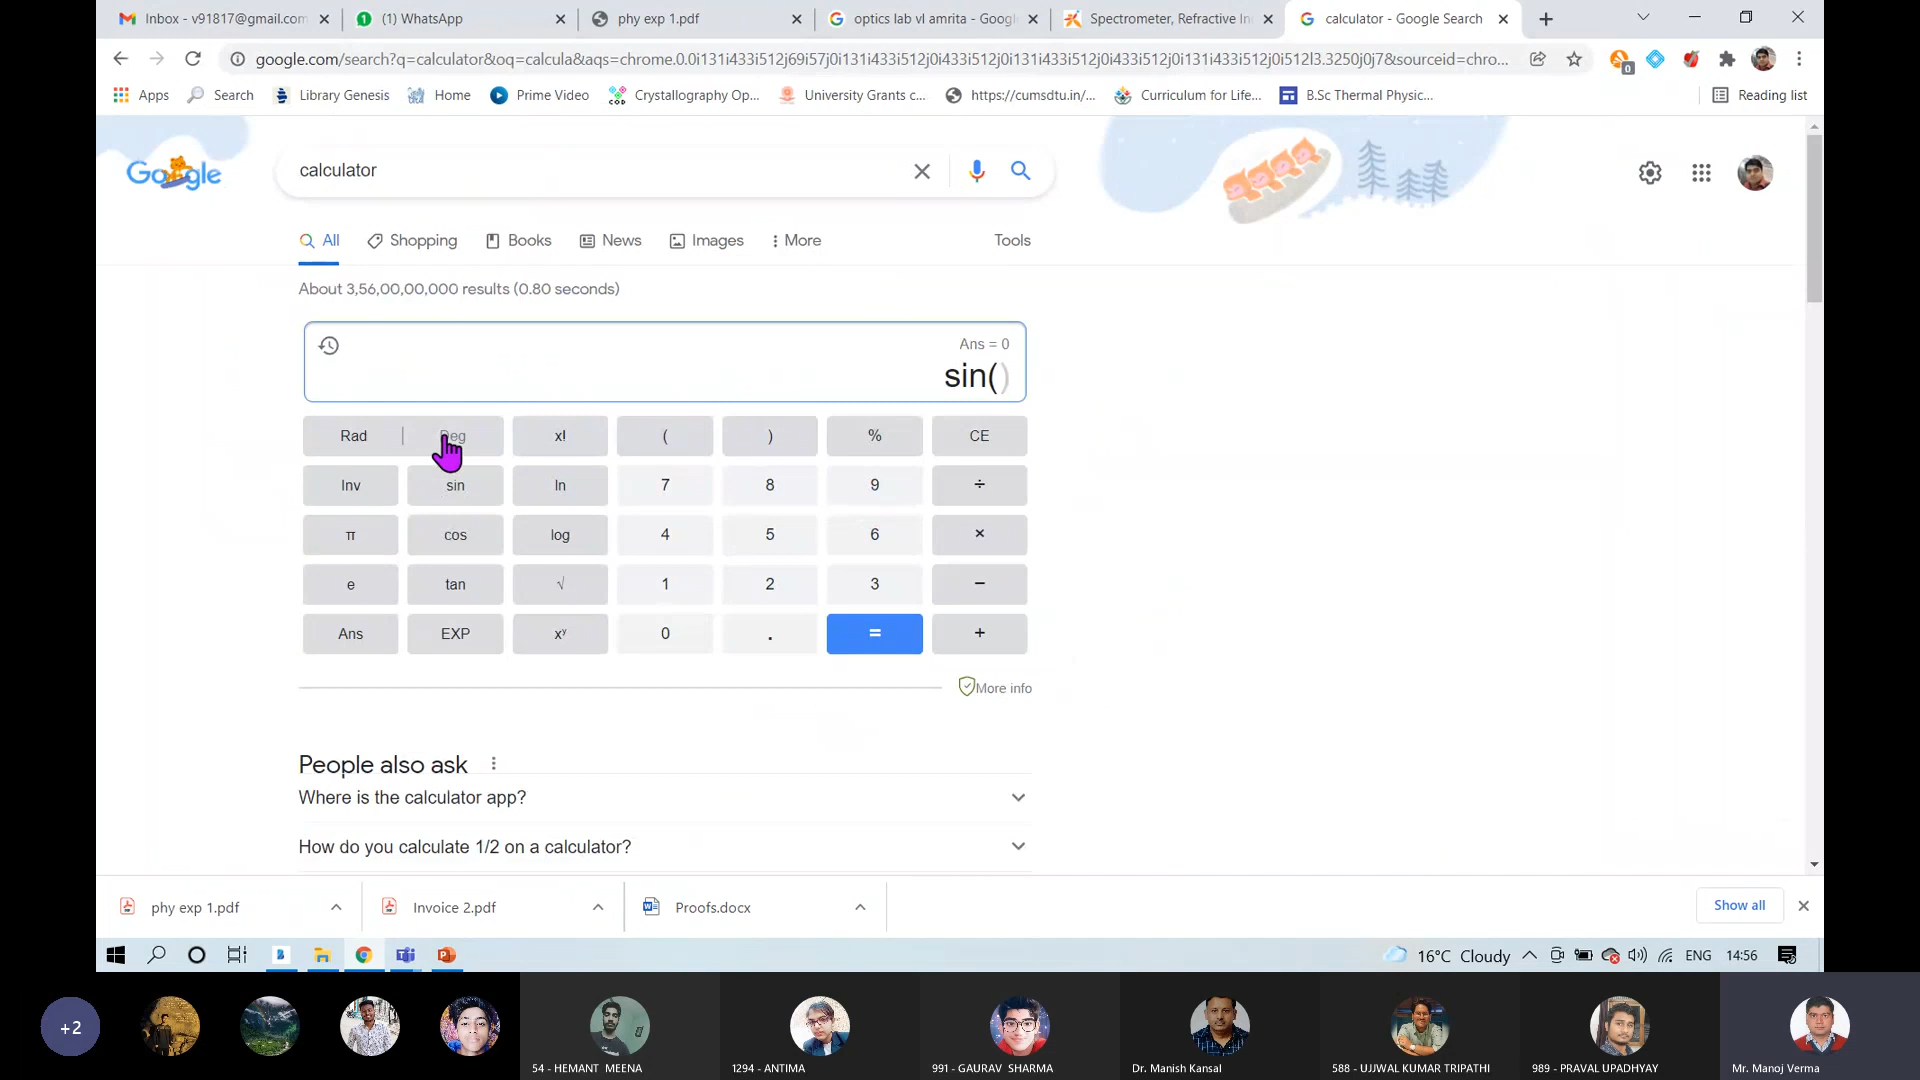 Inbox - v91817@gmail.com
(1) WhatsApp
phy exp 1.pdf
optics lab vl amrita - Googl
Spectrometer, Refractive In
calculator - Google Search
google.com/search?q=calculator&oq=calcula&aqs=chrome.0.0i131i433i512j69i57j0i131i433i512j0i433i512j0i131i433i512j0i433i512j0i131i433i512j0i512l3.3250j0j7&sourceid=chro...
Apps
Search
Library Genesis
Home
Prime Video
Crystallography Op...
University Grants c...
https://cumsdtu.in/...
Curriculum for Life...
B.Sc Thermal Physic...
Reading list
Google
calculator
All
Shopping
Books
News
Images
More
Tools
About 3,56,00,00,000 results (0.80 seconds)
Ans = 0
sin()
Rad | Deg x! ( ) % CE
Inv sin ln 7 8 9 ÷
π cos log 4 5 6 ×
e tan √ 1 2 3 −
Ans EXP xʸ 0 . = +
More info
People also ask
Where is the calculator app?
How do you calculate 1/2 on a calculator?
phy exp 1.pdf
Invoice 2.pdf
Proofs.docx
Show all
16°C Cloudy
ENG
14:56
+2
54 - HEMANT MEENA
1294 - ANTIMA
991 - GAURAV SHARMA
Dr. Manish Kansal
588 - UJJWAL KUMAR TRIPATHI
989 - PRAVAL UPADHYAY
Mr. Manoj Verma